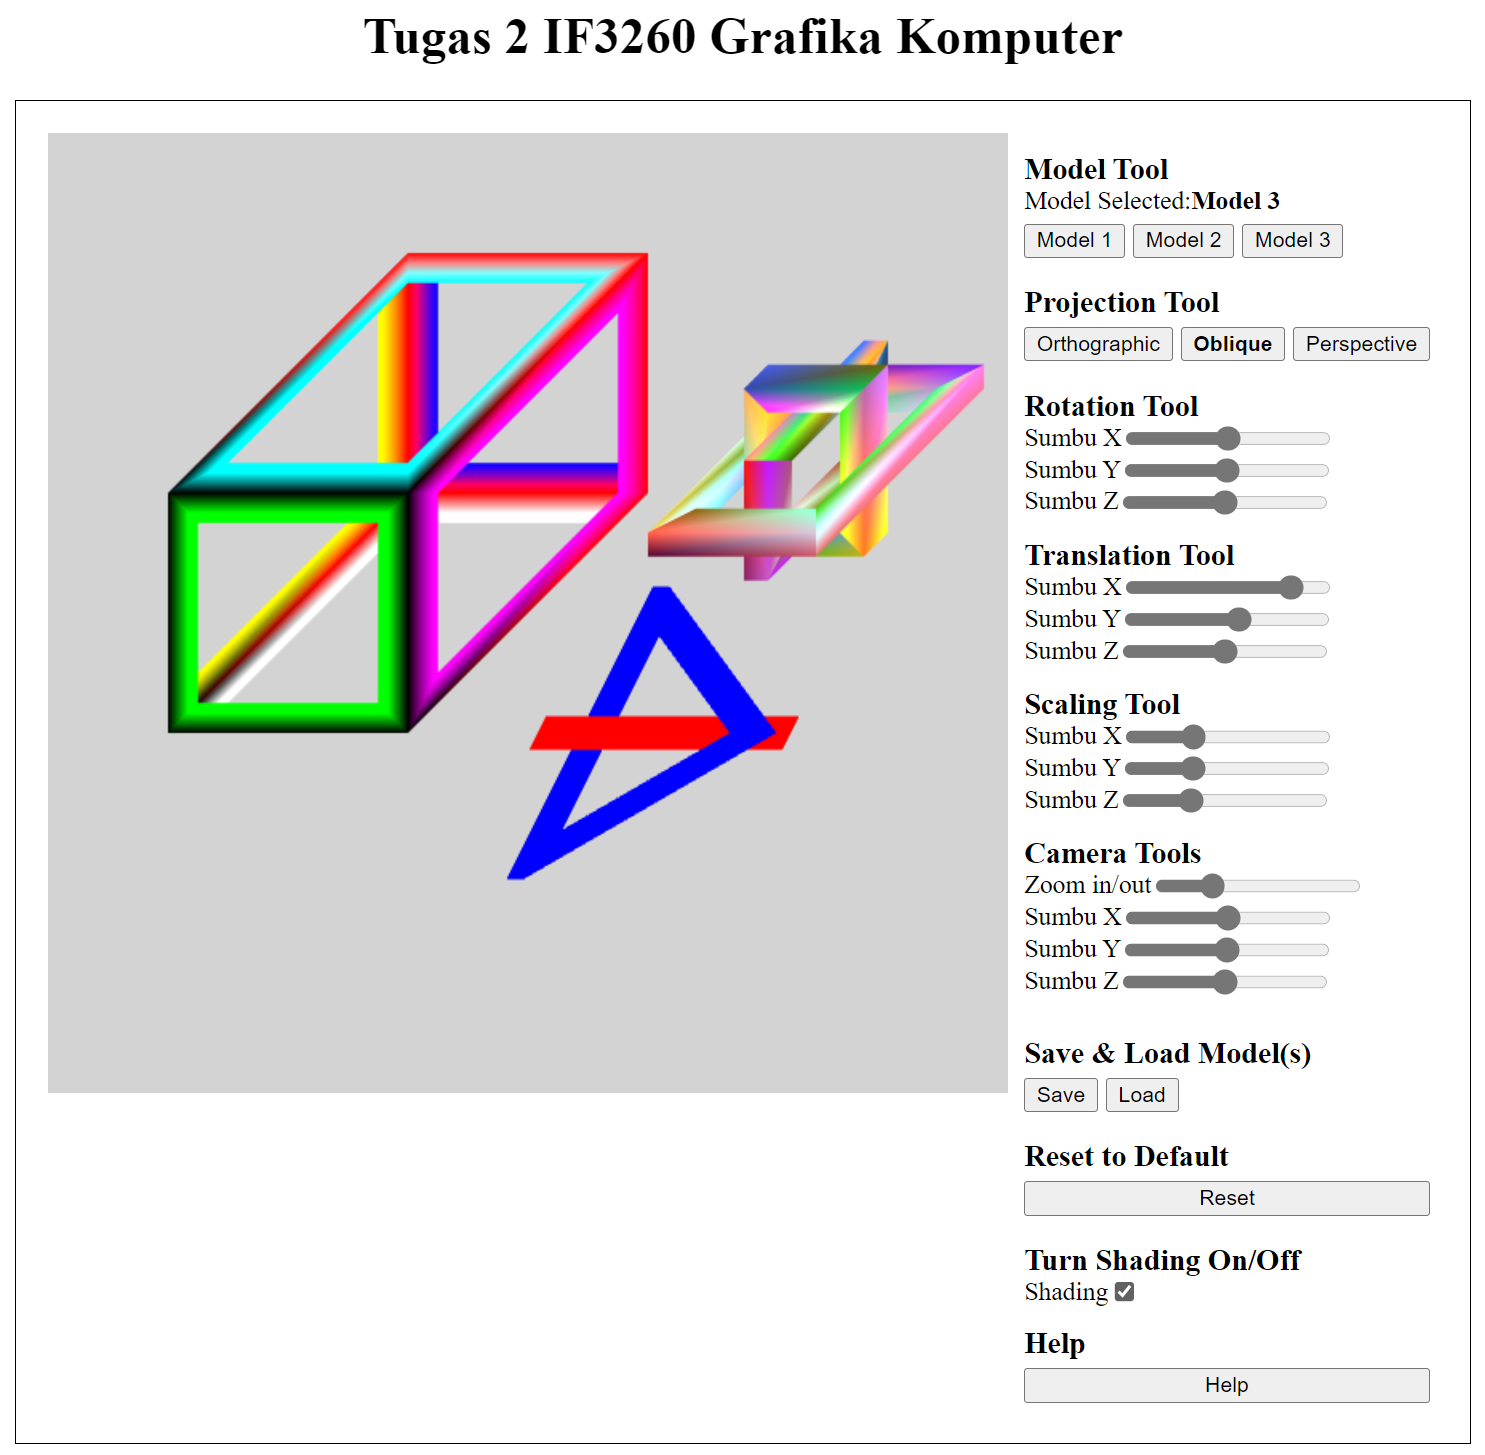 Tugas 2 IF3260 Grafika Komputer
Model Tool
Model Selected:Model 3
Model 1 Model 2 Model 3
Projection Tool
Orthographic Oblique Perspective
Rotation Tool
Sumbu X
Sumbu Y
Sumbu Z
Translation Tool
Sumbu X
Sumbu Y
Sumbu Z
Scaling Tool
Sumbu X
Sumbu Y
Sumbu Z
Camera Tools
Zoom in/out
Sumbu X
Sumbu Y
Sumbu Z
Save & Load Model(s)
Save Load
Reset to Default
Reset
Turn Shading On/Off
Shading
Help
Help